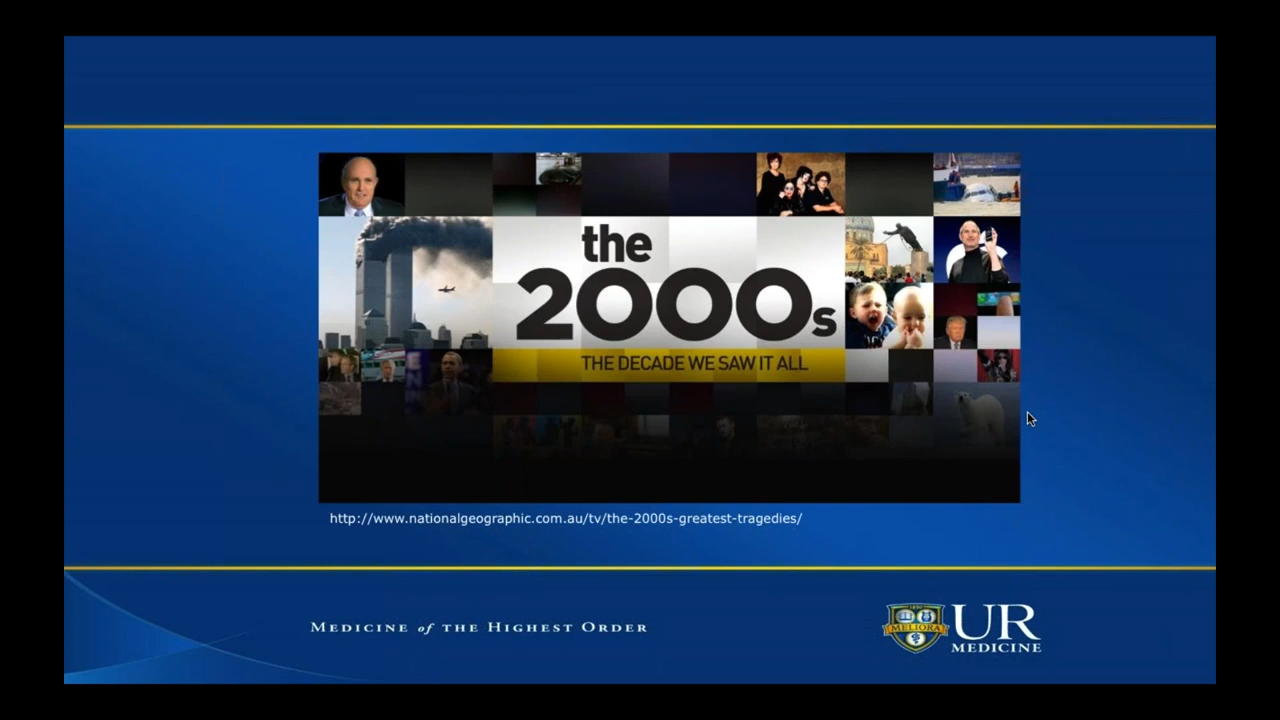 the
2000s
THE DECADE WE SAW IT ALL
http://www.nationalgeographic.com.au/tv/the-2000s-greatest-tragedies/
MEDICINE of THE HIGHEST ORDER
1850
MELIORA
UR
MEDICINE